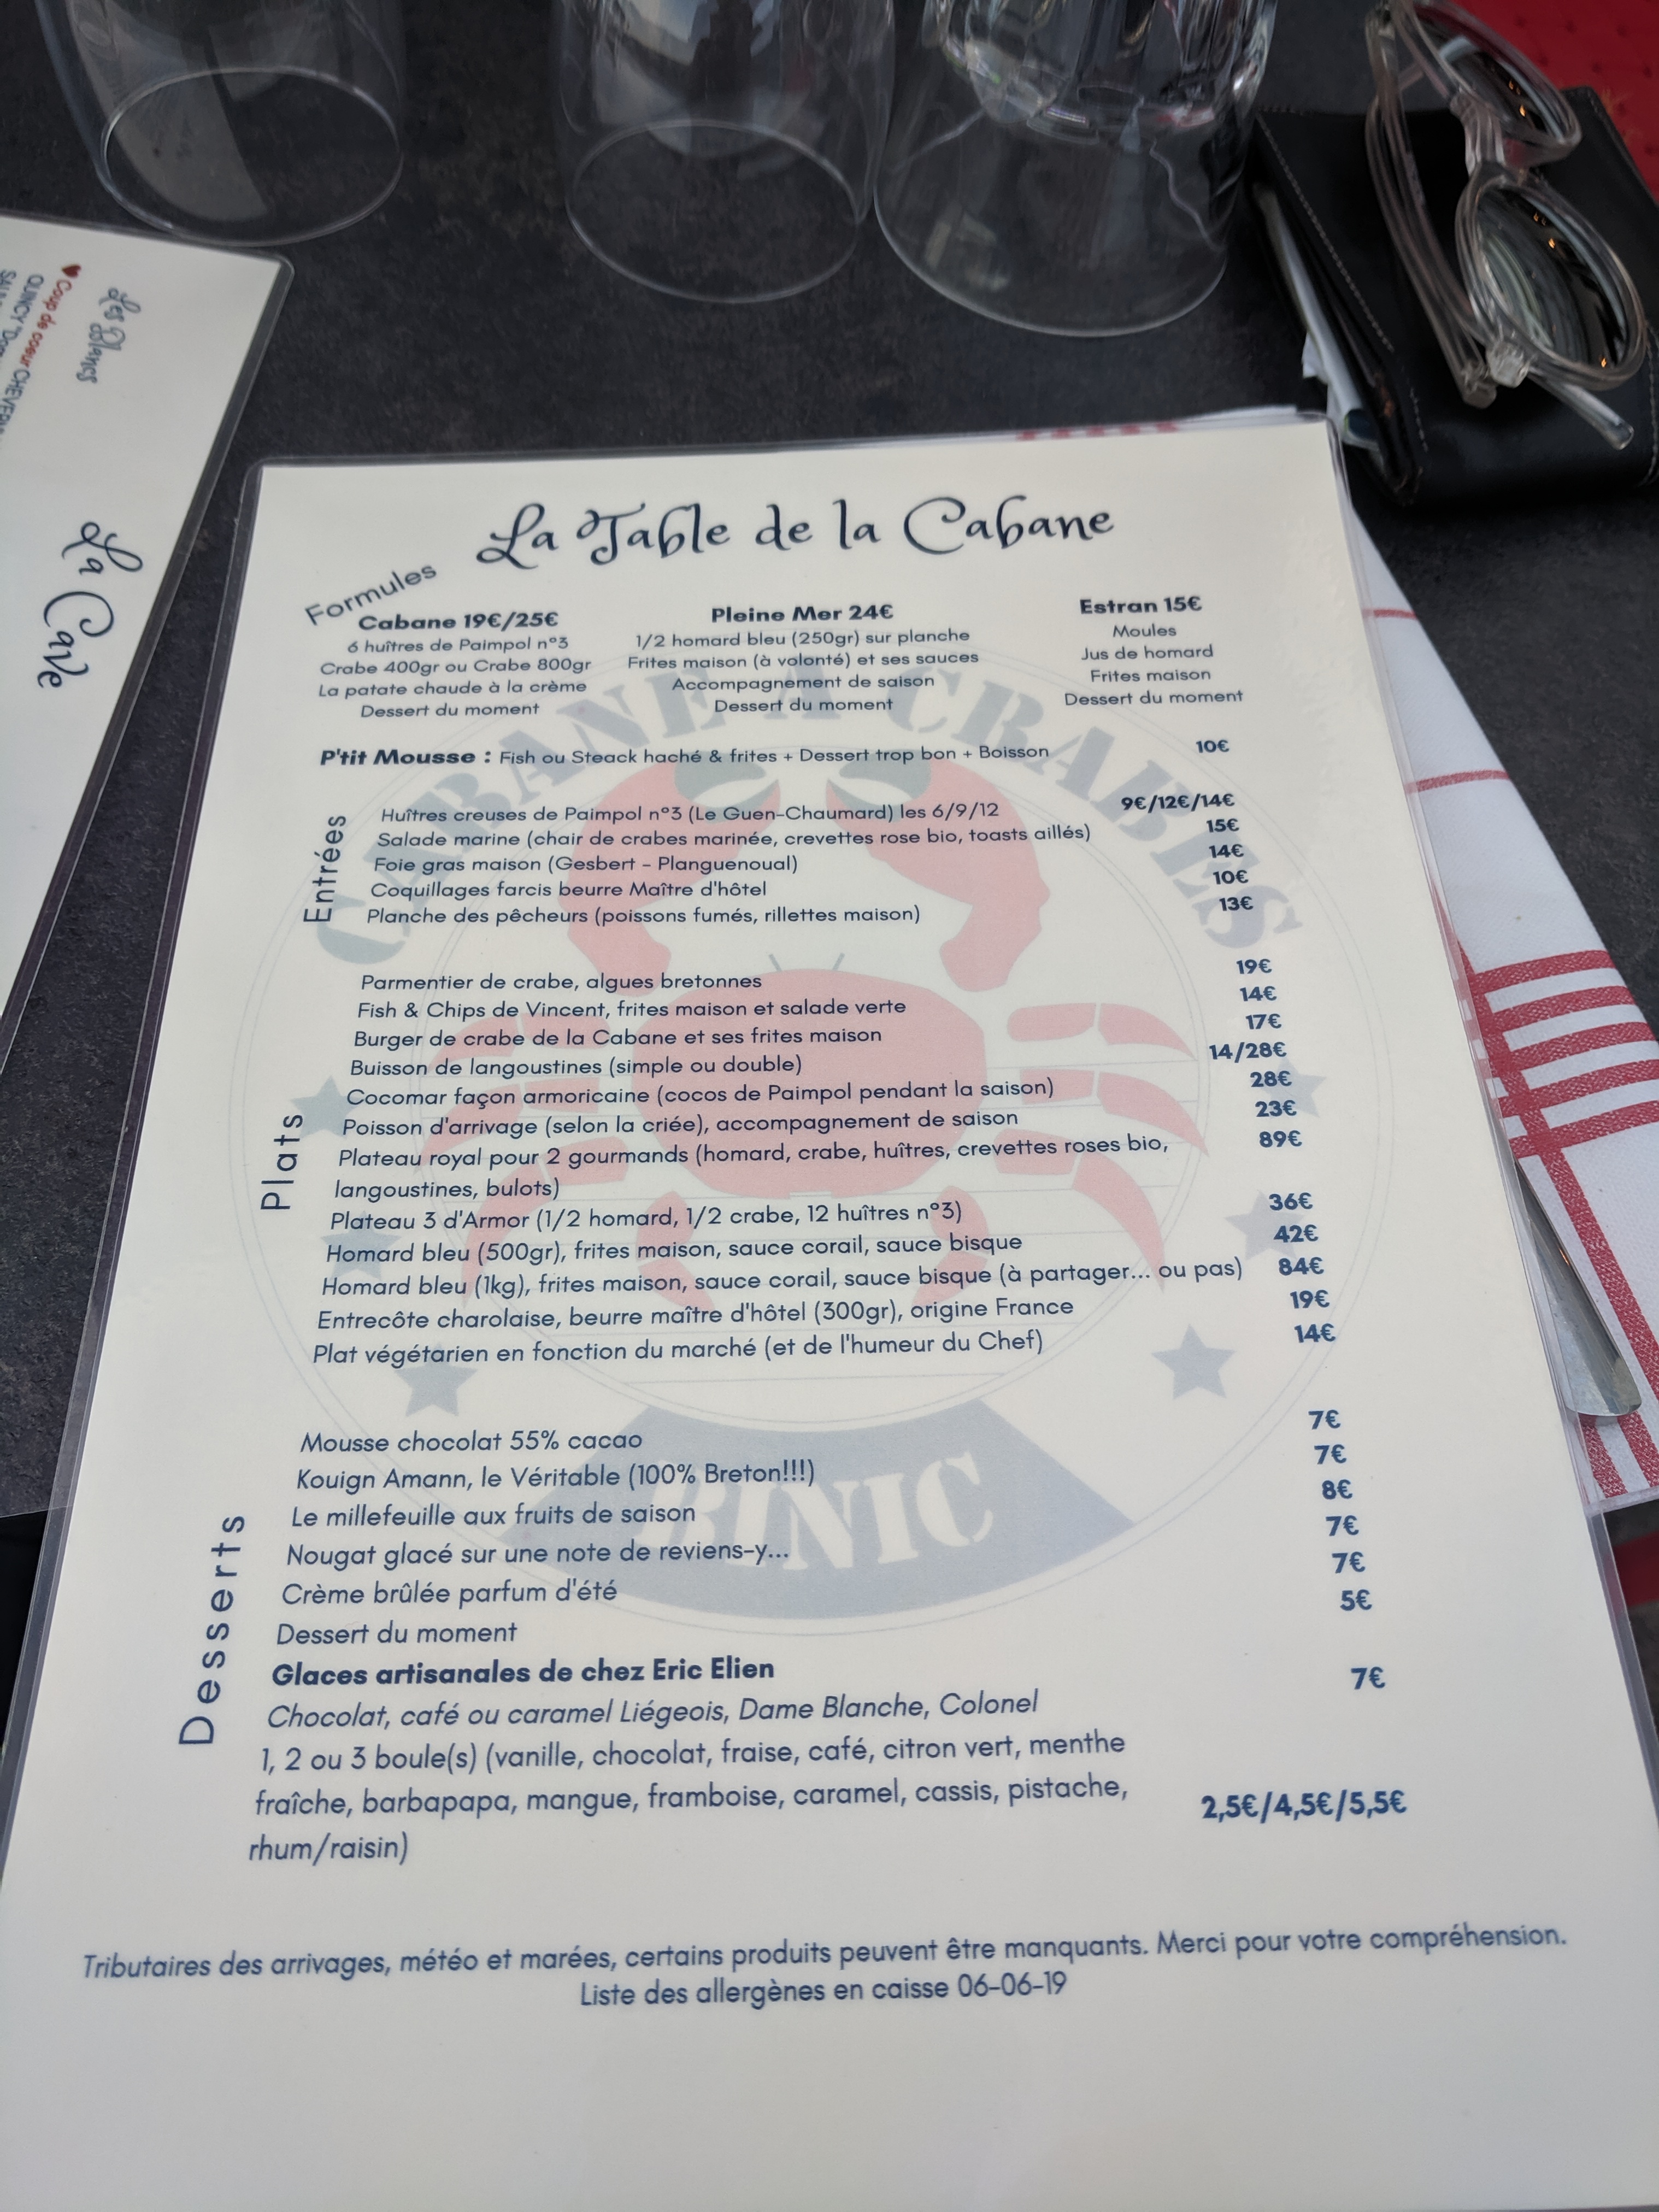 Les Blancs
Coup de coeur CHEVER
QUINCY "Dom
La Cave
La Table de la Cabane
Formules
Cabane 19€/25€
6 huîtres de Paimpol n°3
Crabe 400gr ou Crabe 800gr
La patate chaude à la crème
Dessert du moment
Pleine Mer 24€
1/2 homard bleu (250gr) sur planche
Frites maison (à volonté) et ses sauces
Accompagnement de saison
Dessert du moment
Estran 15€
Moules
Jus de homard
Frites maison
Dessert du moment
P'tit Mousse : Fish ou Steack haché & frites + Dessert trop bon + Boisson 10€
CABANE A CRABES
Entrées
Huîtres creuses de Paimpol n°3 (Le Guen-Chaumard) les 6/9/12 9€/12€/14€
Salade marine (chair de crabes marinée, crevettes rose bio, toasts aillés) 15€
Foie gras maison (Gesbert - Planguenoual) 14€
Coquillages farcis beurre Maître d'hôtel 10€
Planche des pêcheurs (poissons fumés, rillettes maison) 13€
Plats
Parmentier de crabe, algues bretonnes 19€
Fish & Chips de Vincent, frites maison et salade verte 14€
Burger de crabe de la Cabane et ses frites maison 17€
Buisson de langoustines (simple ou double) 14/28€
Cocomar façon armoricaine (cocos de Paimpol pendant la saison) 28€
Poisson d'arrivage (selon la criée), accompagnement de saison 23€
Plateau royal pour 2 gourmands (homard, crabe, huîtres, crevettes roses bio, 89€
langoustines, bulots)
Plateau 3 d'Armor (1/2 homard, 1/2 crabe, 12 huîtres n°3) 36€
Homard bleu (500gr), frites maison, sauce corail, sauce bisque 42€
Homard bleu (1kg), frites maison, sauce corail, sauce bisque (à partager... ou pas) 84€
Entrecôte charolaise, beurre maître d'hôtel (300gr), origine France 19€
Plat végétarien en fonction du marché (et de l'humeur du Chef) 14€
BINIC
Desserts
Mousse chocolat 55% cacao 7€
Kouign Amann, le Véritable (100% Breton!!!) 7€
Le millefeuille aux fruits de saison 8€
Nougat glacé sur une note de reviens-y... 7€
Crème brûlée parfum d'été 7€
Dessert du moment 5€
Glaces artisanales de chez Eric Elien
Chocolat, café ou caramel Liégeois, Dame Blanche, Colonel 7€
1, 2 ou 3 boule(s) (vanille, chocolat, fraise, café, citron vert, menthe
fraîche, barbapapa, mangue, framboise, caramel, cassis, pistache, 2,5€/4,5€/5,5€
rhum/raisin)
Tributaires des arrivages, météo et marées, certains produits peuvent être manquants. Merci pour votre compréhension.
Liste des allergènes en caisse 06-06-19